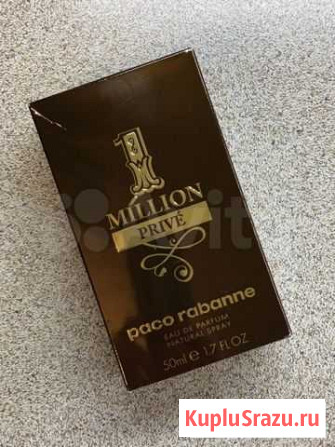 1
MILLION
PRIVÉ
paco rabanne
EAU DE PARFUM
NATURAL SPRAY
50ml e 1.7 FL.OZ
KupluSrazu.ru